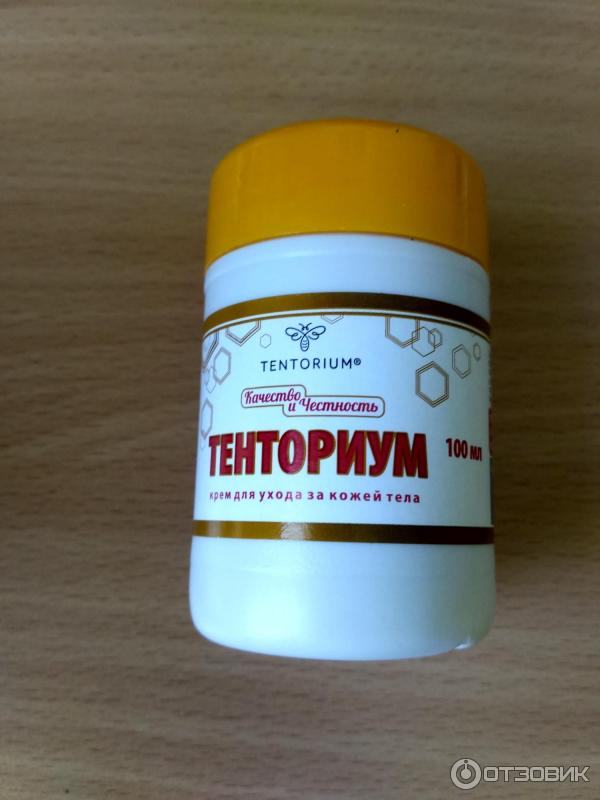 TENTORIUM®
Качество
и Честность
ТЕНТОРИУМ
100 мл
крем для ухода за кожей тела
ОТЗОВИК